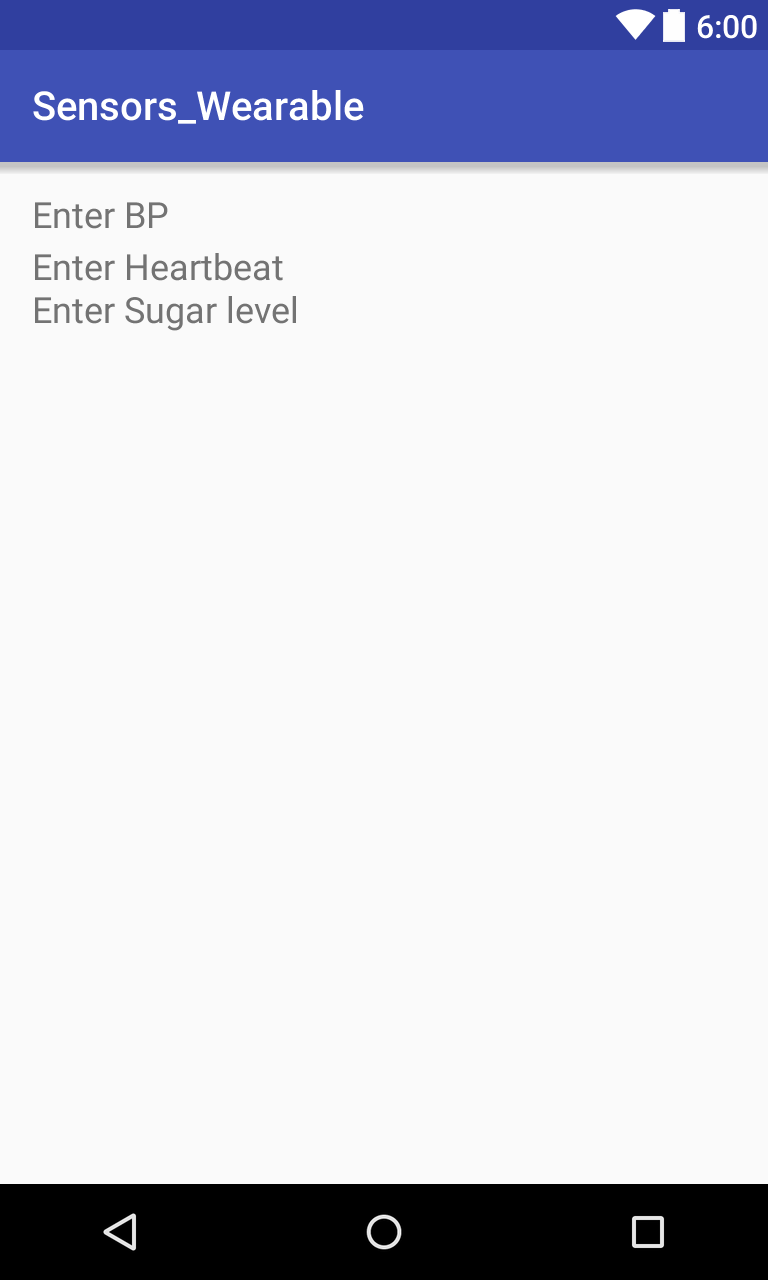 6:00
Sensors_Wearable
Enter BP
Enter Heartbeat
Enter Sugar level